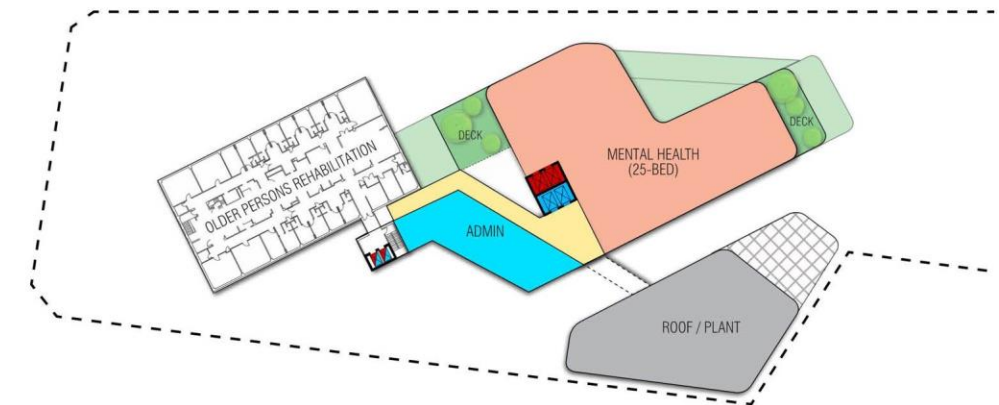 OLDER PERSONS REHABILITATION
DECK
MENTAL HEALTH
(25-BED)
DECK
ADMIN
ROOF / PLANT